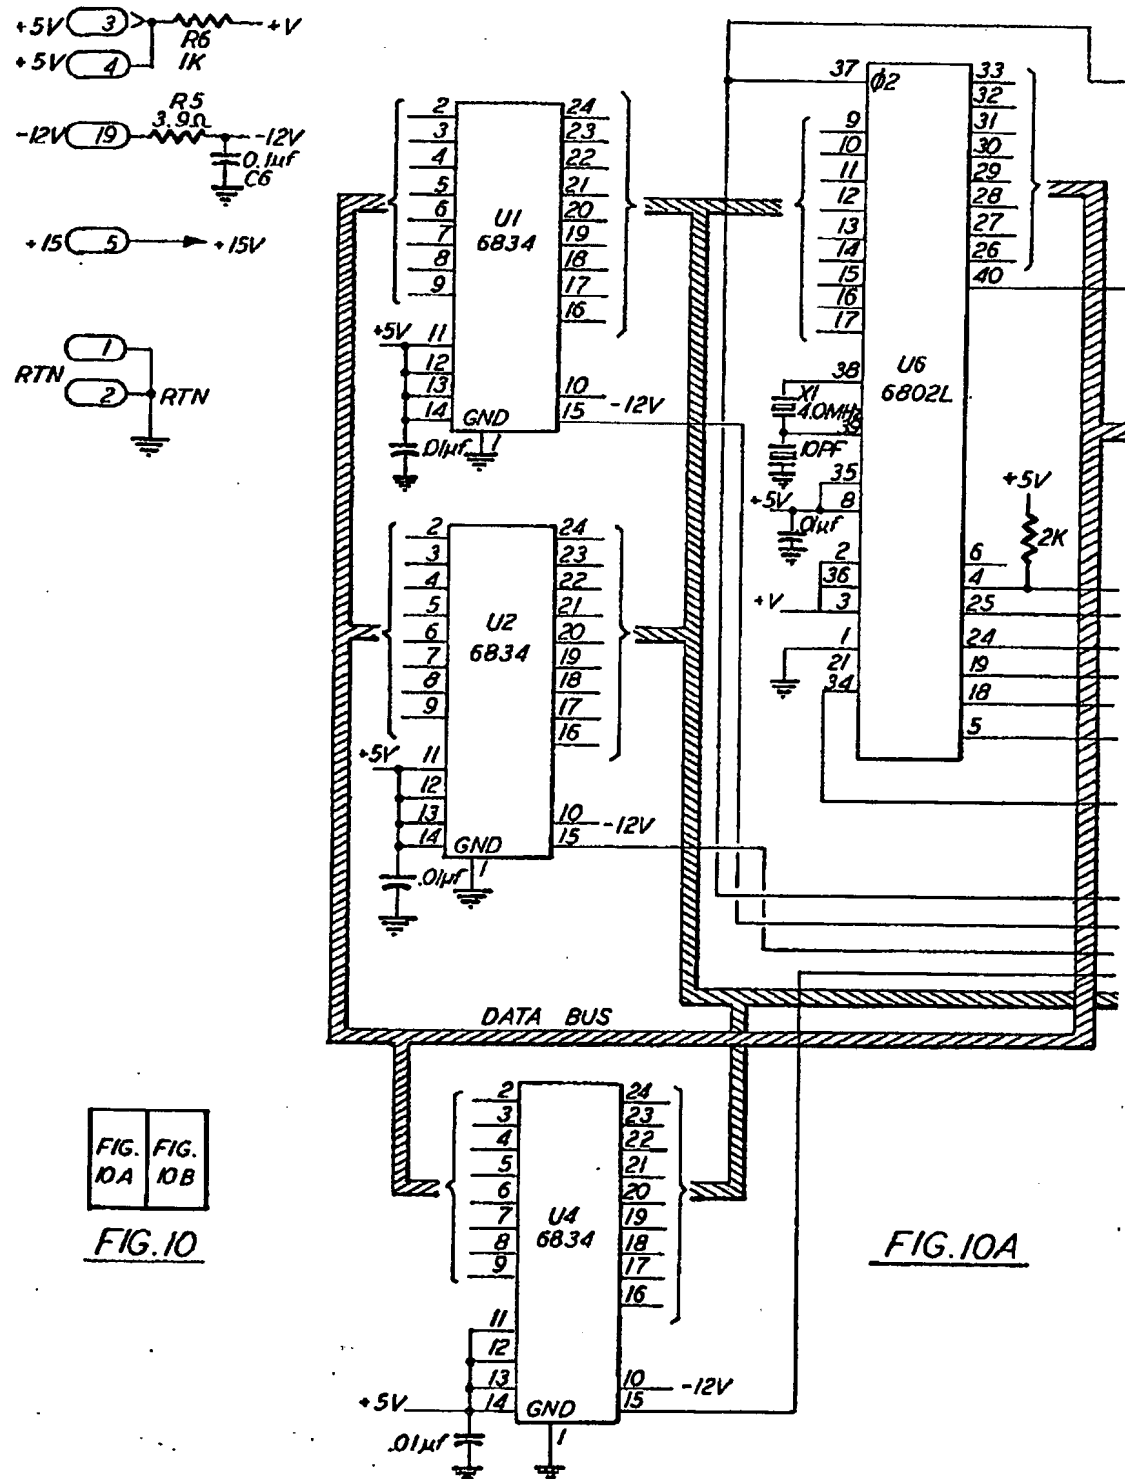 +5V 3 +V
R6
1K
+5V 4
R5
3.9Ω
-12V 19 -12V
0.1µf
C6
+15 5 +15V
1
RTN
2 RTN
U1
6834
2
3
4
5
6
7
8
9
+5V 11
12
13
14
.01µf
GND
1
24
23
22
21
20
19
18
17
16
10
-12V
15
U2
6834
2
3
4
5
6
7
8
9
+5V 11
12
13
14
.01µf
GND
1
24
23
22
21
20
19
18
17
16
10
-12V
15
U6
6802L
37 ϕ2
9
10
11
12
13
14
15
16
17
38
X1
4.0MHz
39
10PF
35
+5V 8
.01µf
2
36
+V 3
1
21
34
33
32
31
30
29
28
27
26
40
+5V
2K
6
4
25
24
19
18
5
DATA BUS
U4
6834
2
3
4
5
6
7
8
9
11
12
13
+5V 14
.01µf
GND
1
24
23
22
21
20
19
18
17
16
10 -12V
15
FIG. FIG.
10A 10B
FIG. 10
FIG. 10A